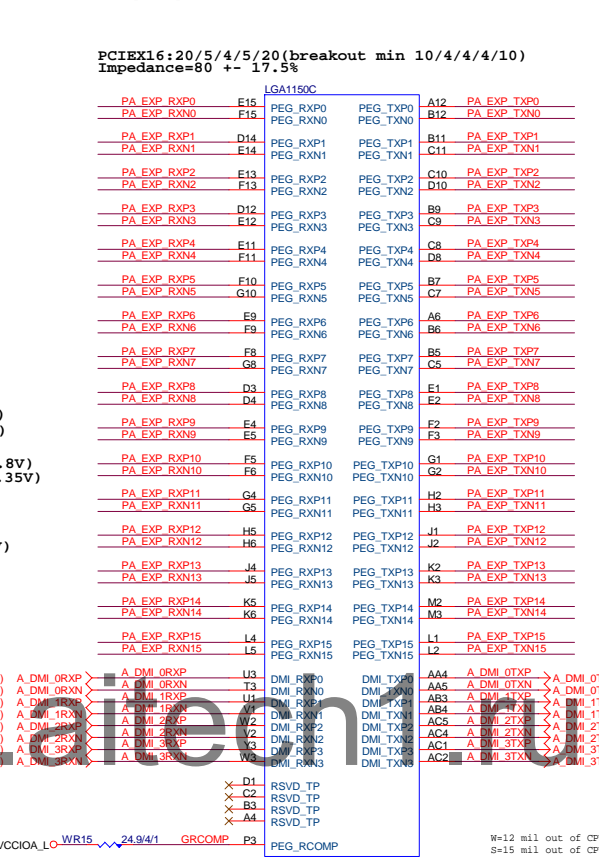 PCIEX16:20/5/4/5/20(breakout min 10/4/4/4/10)
Impedance=80 +- 17.5%
LGA1150C
PA_EXP_RXP0 E15 PEG_RXP0 PEG_TXP0 A12 PA_EXP_TXP0
PA_EXP_RXN0 F15 PEG_RXN0 PEG_TXN0 B12 PA_EXP_TXN0
PA_EXP_RXP1 D14 PEG_RXP1 PEG_TXP1 B11 PA_EXP_TXP1
PA_EXP_RXN1 E14 PEG_RXN1 PEG_TXN1 C11 PA_EXP_TXN1
PA_EXP_RXP2 E13 PEG_RXP2 PEG_TXP2 C10 PA_EXP_TXP2
PA_EXP_RXN2 F13 PEG_RXN2 PEG_TXN2 D10 PA_EXP_TXN2
PA_EXP_RXP3 D12 PEG_RXP3 PEG_TXP3 B9 PA_EXP_TXP3
PA_EXP_RXN3 E12 PEG_RXN3 PEG_TXN3 C9 PA_EXP_TXN3
PA_EXP_RXP4 E11 PEG_RXP4 PEG_TXP4 C8 PA_EXP_TXP4
PA_EXP_RXN4 F11 PEG_RXN4 PEG_TXN4 D8 PA_EXP_TXN4
PA_EXP_RXP5 F10 PEG_RXP5 PEG_TXP5 B7 PA_EXP_TXP5
PA_EXP_RXN5 G10 PEG_RXN5 PEG_TXN5 C7 PA_EXP_TXN5
PA_EXP_RXP6 E9 PEG_RXP6 PEG_TXP6 A6 PA_EXP_TXP6
PA_EXP_RXN6 F9 PEG_RXN6 PEG_TXN6 B6 PA_EXP_TXN6
PA_EXP_RXP7 F8 PEG_RXP7 PEG_TXP7 B5 PA_EXP_TXP7
PA_EXP_RXN7 G8 PEG_RXN7 PEG_TXN7 C5 PA_EXP_TXN7
PA_EXP_RXP8 D3 PEG_RXP8 PEG_TXP8 E1 PA_EXP_TXP8
PA_EXP_RXN8 D4 PEG_RXN8 PEG_TXN8 E2 PA_EXP_TXN8
)
PA_EXP_RXP9 E4 PEG_RXP9 PEG_TXP9 F2 PA_EXP_TXP9
) PA_EXP_RXN9 E5 PEG_RXN9 PEG_TXN9 F3 PA_EXP_TXN9
.8V) PA_EXP_RXP10 F5 PEG_RXP10 PEG_TXP10 G1 PA_EXP_TXP10
.35V) PA_EXP_RXN10 F6 PEG_RXN10 PEG_TXN10 G2 PA_EXP_TXN10
PA_EXP_RXP11 G4 PEG_RXP11 PEG_TXP11 H2 PA_EXP_TXP11
PA_EXP_RXN11 G5 PEG_RXN11 PEG_TXN11 H3 PA_EXP_TXN11
PA_EXP_RXP12 H5 PEG_RXP12 PEG_TXP12 J1 PA_EXP_TXP12
) PA_EXP_RXN12 H6 PEG_RXN12 PEG_TXN12 J2 PA_EXP_TXN12
PA_EXP_RXP13 J4 PEG_RXP13 PEG_TXP13 K2 PA_EXP_TXP13
PA_EXP_RXN13 J5 PEG_RXN13 PEG_TXN13 K3 PA_EXP_TXN13
PA_EXP_RXP14 K5 PEG_RXP14 PEG_TXP14 M2 PA_EXP_TXP14
PA_EXP_RXN14 K6 PEG_RXN14 PEG_TXN14 M3 PA_EXP_TXN14
PA_EXP_RXP15 L4 PEG_RXP15 PEG_TXP15 L1 PA_EXP_TXP15
PA_EXP_RXN15 L5 PEG_RXN15 PEG_TXN15 L2 PA_EXP_TXN15
) A_DMI_0RXP A_DMI_0RXP U3 DMI_RXP0 DMI_TXP0 AA4 A_DMI_0TXP A_DMI_0T
) A_DMI_0RXN A_DMI_0RXN T3 DMI_RXN0 DMI_TXN0 AA5 A_DMI_0TXN A_DMI_0T
) A_DMI_1RXP A_DMI_1RXP U1 DMI_RXP1 DMI_TXP1 AB3 A_DMI_1TXP A_DMI_1T
) A_DMI_1RXN A_DMI_1RXN V1 DMI_RXN1 DMI_TXN1 AB4 A_DMI_1TXN A_DMI_1T
) A_DMI_2RXP A_DMI_2RXP W2 DMI_RXP2 DMI_TXP2 AC5 A_DMI_2TXP A_DMI_2T
) A_DMI_2RXN A_DMI_2RXN V2 DMI_RXN2 DMI_TXN2 AC4 A_DMI_2TXN A_DMI_2T
) A_DMI_3RXP A_DMI_3RXP Y3 DMI_RXP3 DMI_TXP3 AC1 A_DMI_3TXP A_DMI_3T
) A_DMI_3RXN A_DMI_3RXN W3 DMI_RXN3 DMI_TXN3 AC2 A_DMI_3TXN A_DMI_3T
.aitech1.ru
D1 RSVD_TP
C2 RSVD_TP
B3 RSVD_TP
A4 RSVD_TP
VCCIOA_LO WR15 24.9/4/1 GRCOMP P3 PEG_RCOMP
W=12 mil out of CP
S=15 mil out of CP